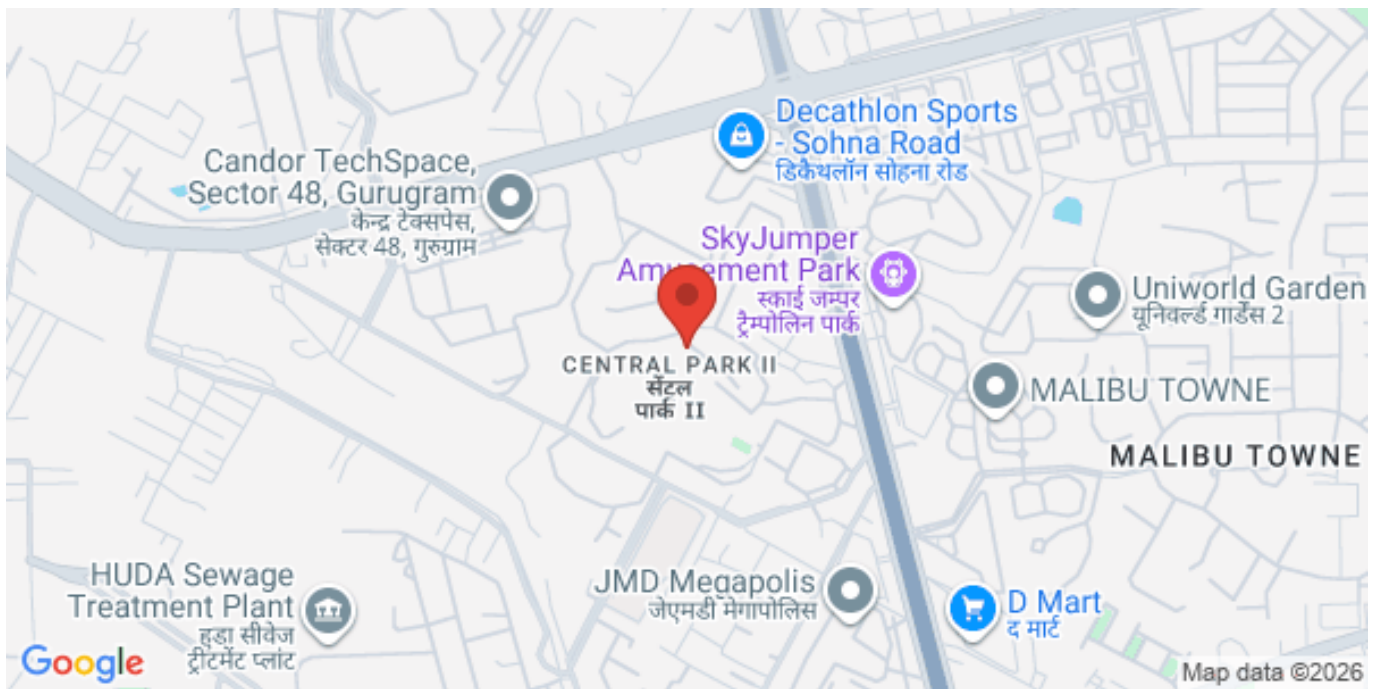 Decathlon Sports
- Sohna Road
डिकैथलॉन सोहना रोड
Candor TechSpace,
Sector 48, Gurugram
केन्द्र टेक्सपेस,
सेक्टर 48, गुरुग्राम
SkyJumper
Amusement Park
स्काई जम्पर
ट्रैम्पोलिन पार्क
Uniworld Garden
यूनिवर्ल्ड गार्डेंस 2
CENTRAL PARK II
सेंटल
पार्क II
MALIBU TOWNE
MALIBU TOWNE
HUDA Sewage
Treatment Plant
हुडा सीवेज
ट्रीटमेंट प्लांट
JMD Megapolis
जेएमडी मेगापोलिस
D Mart
द मार्ट
Google
Map data ©2026